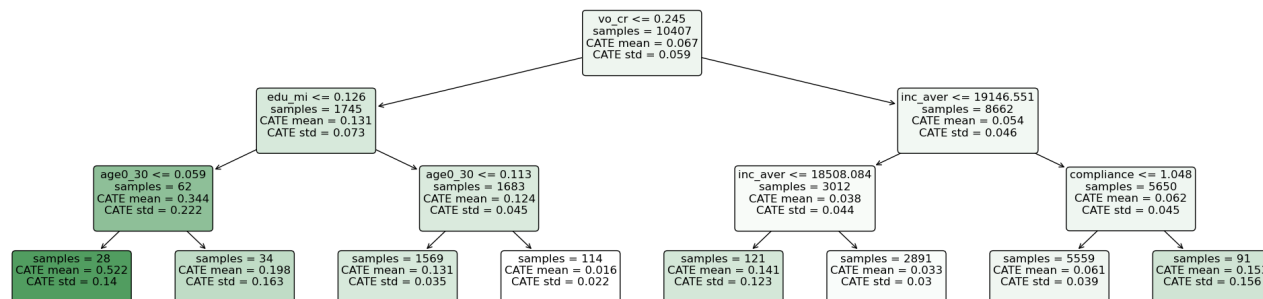 vo_cr <= 0.245
samples = 10407
CATE mean = 0.067
CATE std = 0.059
edu_mi <= 0.126
samples = 1745
CATE mean = 0.131
CATE std = 0.073
inc_aver <= 19146.551
samples = 8662
CATE mean = 0.054
CATE std = 0.046
age0_30 <= 0.059
samples = 62
CATE mean = 0.344
CATE std = 0.222
age0_30 <= 0.113
samples = 1683
CATE mean = 0.124
CATE std = 0.045
inc_aver <= 18508.084
samples = 3012
CATE mean = 0.038
CATE std = 0.044
compliance <= 1.048
samples = 5650
CATE mean = 0.062
CATE std = 0.045
samples = 28
CATE mean = 0.522
CATE std = 0.14
samples = 34
CATE mean = 0.198
CATE std = 0.163
samples = 1569
CATE mean = 0.131
CATE std = 0.035
samples = 114
CATE mean = 0.016
CATE std = 0.022
samples = 121
CATE mean = 0.141
CATE std = 0.123
samples = 2891
CATE mean = 0.033
CATE std = 0.03
samples = 5559
CATE mean = 0.061
CATE std = 0.039
samples = 91
CATE mean =
CATE std = 0.156